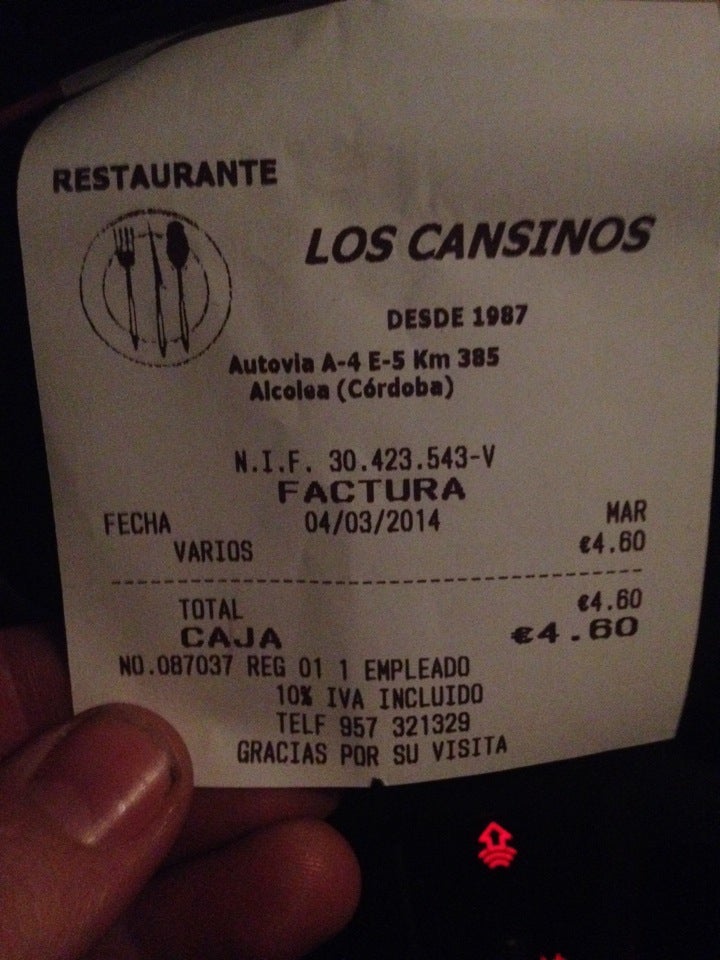 RESTAURANTE
LOS CANSINOS
DESDE 1987
Autovia A-4 E-5 Km 385
Alcolea (Córdoba)
N.I.F. 30.423.543-V
FACTURA
FECHA 04/03/2014 MAR
VARIOS €4.60
TOTAL €4.60
CAJA €4.60
NO.087037 REG 01 1 EMPLEADO
10% IVA INCLUIDO
TELF 957 321329
GRACIAS POR SU VISITA